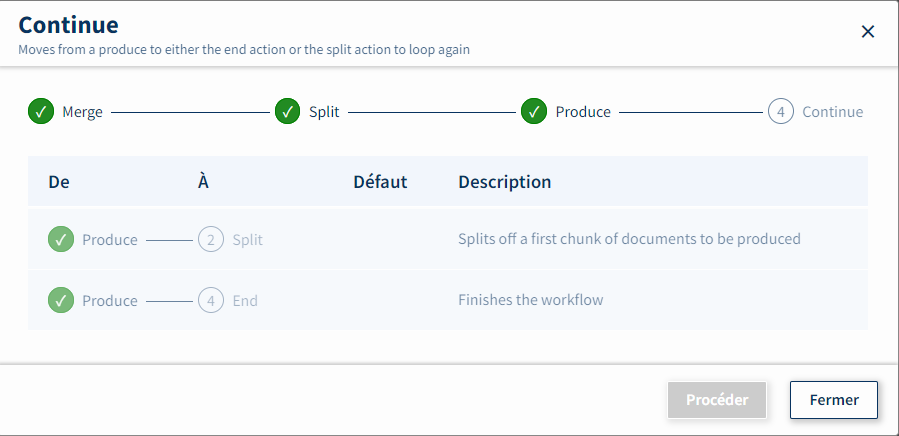 Continue
Moves from a produce to either the end action or the split action to loop again
Merge Split Produce 4 Continue
De À Défaut Description
Produce 2 Split Splits off a first chunk of documents to be produced
Produce 4 End Finishes the workflow
Procéder Fermer